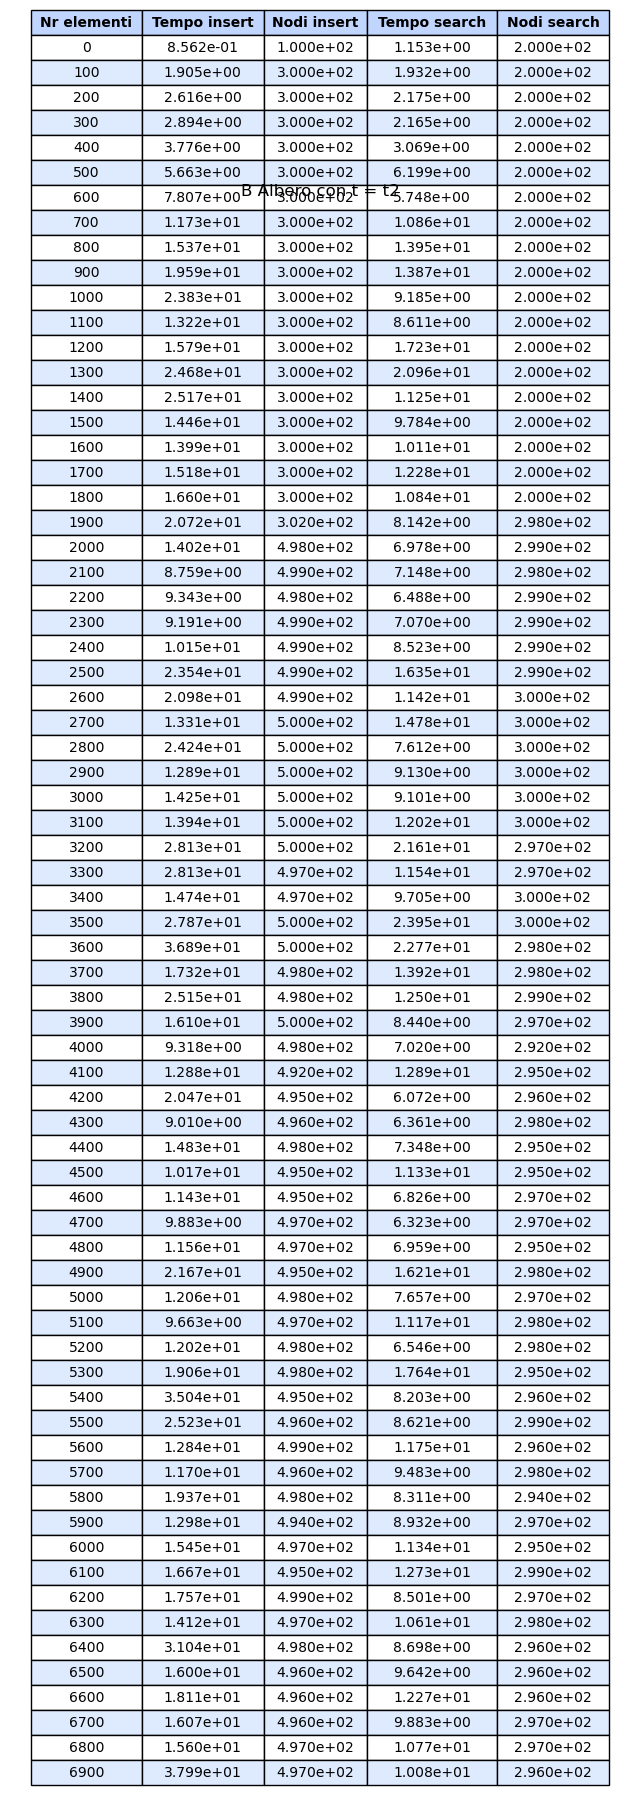 Nr elementi Tempo insert Nodi insert Tempo search Nodi search
0 8.562e-01 1.000e+02 1.153e+00 2.000e+02
100 1.905e+00 3.000e+02 1.932e+00 2.000e+02
200 2.616e+00 3.000e+02 2.175e+00 2.000e+02
300 2.894e+00 3.000e+02 2.165e+00 2.000e+02
400 3.776e+00 3.000e+02 3.069e+00 2.000e+02
500 5.663e+00 3.000e+02 6.199e+00 2.000e+02
B Albero con t = t2
600 7.807e+00 3.000e+02 5.748e+00 2.000e+02
700 1.173e+01 3.000e+02 1.086e+01 2.000e+02
800 1.537e+01 3.000e+02 1.395e+01 2.000e+02
900 1.959e+01 3.000e+02 1.387e+01 2.000e+02
1000 2.383e+01 3.000e+02 9.185e+00 2.000e+02
1100 1.322e+01 3.000e+02 8.611e+00 2.000e+02
1200 1.579e+01 3.000e+02 1.723e+01 2.000e+02
1300 2.468e+01 3.000e+02 2.096e+01 2.000e+02
1400 2.517e+01 3.000e+02 1.125e+01 2.000e+02
1500 1.446e+01 3.000e+02 9.784e+00 2.000e+02
1600 1.399e+01 3.000e+02 1.011e+01 2.000e+02
1700 1.518e+01 3.000e+02 1.228e+01 2.000e+02
1800 1.660e+01 3.000e+02 1.084e+01 2.000e+02
1900 2.072e+01 3.020e+02 8.142e+00 2.980e+02
2000 1.402e+01 4.980e+02 6.978e+00 2.990e+02
2100 8.759e+00 4.990e+02 7.148e+00 2.980e+02
2200 9.343e+00 4.980e+02 6.488e+00 2.990e+02
2300 9.191e+00 4.990e+02 7.070e+00 2.990e+02
2400 1.015e+01 4.990e+02 8.523e+00 2.990e+02
2500 2.354e+01 4.990e+02 1.635e+01 2.990e+02
2600 2.098e+01 4.990e+02 1.142e+01 3.000e+02
2700 1.331e+01 5.000e+02 1.478e+01 3.000e+02
2800 2.424e+01 5.000e+02 7.612e+00 3.000e+02
2900 1.289e+01 5.000e+02 9.130e+00 3.000e+02
3000 1.425e+01 5.000e+02 9.101e+00 3.000e+02
3100 1.394e+01 5.000e+02 1.202e+01 3.000e+02
3200 2.813e+01 5.000e+02 2.161e+01 2.970e+02
3300 2.813e+01 4.970e+02 1.154e+01 2.970e+02
3400 1.474e+01 4.970e+02 9.705e+00 3.000e+02
3500 2.787e+01 5.000e+02 2.395e+01 3.000e+02
3600 3.689e+01 5.000e+02 2.277e+01 2.980e+02
3700 1.732e+01 4.980e+02 1.392e+01 2.980e+02
3800 2.515e+01 4.980e+02 1.250e+01 2.990e+02
3900 1.610e+01 5.000e+02 8.440e+00 2.970e+02
4000 9.318e+00 4.980e+02 7.020e+00 2.920e+02
4100 1.288e+01 4.920e+02 1.289e+01 2.950e+02
4200 2.047e+01 4.950e+02 6.072e+00 2.960e+02
4300 9.010e+00 4.960e+02 6.361e+00 2.980e+02
4400 1.483e+01 4.980e+02 7.348e+00 2.950e+02
4500 1.017e+01 4.950e+02 1.133e+01 2.950e+02
4600 1.143e+01 4.950e+02 6.826e+00 2.970e+02
4700 9.883e+00 4.970e+02 6.323e+00 2.970e+02
4800 1.156e+01 4.970e+02 6.959e+00 2.950e+02
4900 2.167e+01 4.950e+02 1.621e+01 2.980e+02
5000 1.206e+01 4.980e+02 7.657e+00 2.970e+02
5100 9.663e+00 4.970e+02 1.117e+01 2.980e+02
5200 1.202e+01 4.980e+02 6.546e+00 2.980e+02
5300 1.906e+01 4.980e+02 1.764e+01 2.950e+02
5400 3.504e+01 4.950e+02 8.203e+00 2.960e+02
5500 2.523e+01 4.960e+02 8.621e+00 2.990e+02
5600 1.284e+01 4.990e+02 1.175e+01 2.960e+02
5700 1.170e+01 4.960e+02 9.483e+00 2.980e+02
5800 1.937e+01 4.980e+02 8.311e+00 2.940e+02
5900 1.298e+01 4.940e+02 8.932e+00 2.970e+02
6000 1.545e+01 4.970e+02 1.134e+01 2.950e+02
6100 1.667e+01 4.950e+02 1.273e+01 2.990e+02
6200 1.757e+01 4.990e+02 8.501e+00 2.970e+02
6300 1.412e+01 4.970e+02 1.061e+01 2.980e+02
6400 3.104e+01 4.980e+02 8.698e+00 2.960e+02
6500 1.600e+01 4.960e+02 9.642e+00 2.960e+02
6600 1.811e+01 4.960e+02 1.227e+01 2.960e+02
6700 1.607e+01 4.960e+02 9.883e+00 2.970e+02
6800 1.560e+01 4.970e+02 1.077e+01 2.970e+02
6900 3.799e+01 4.970e+02 1.008e+01 2.960e+02